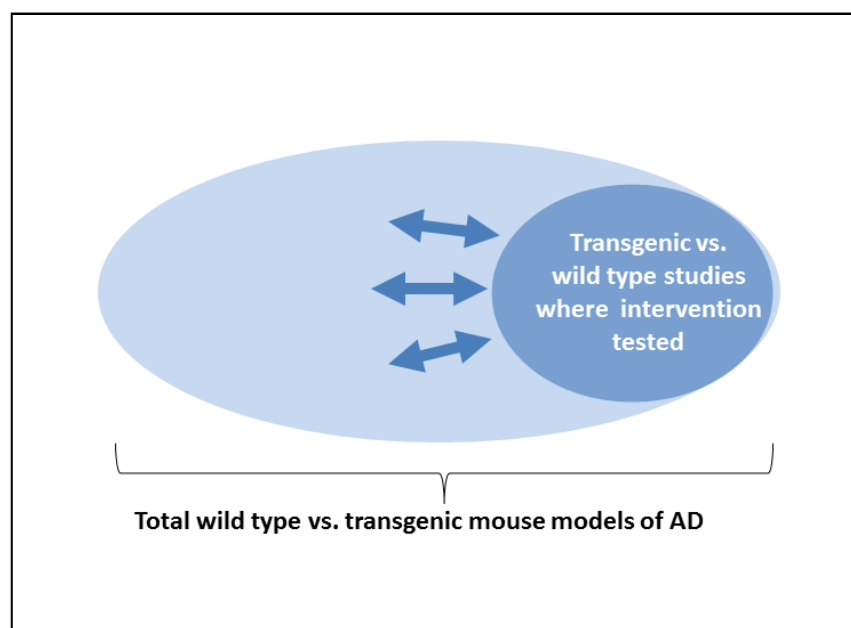 Transgenic vs.
wild type studies
where intervention
tested
Total wild type vs. transgenic mouse models of AD